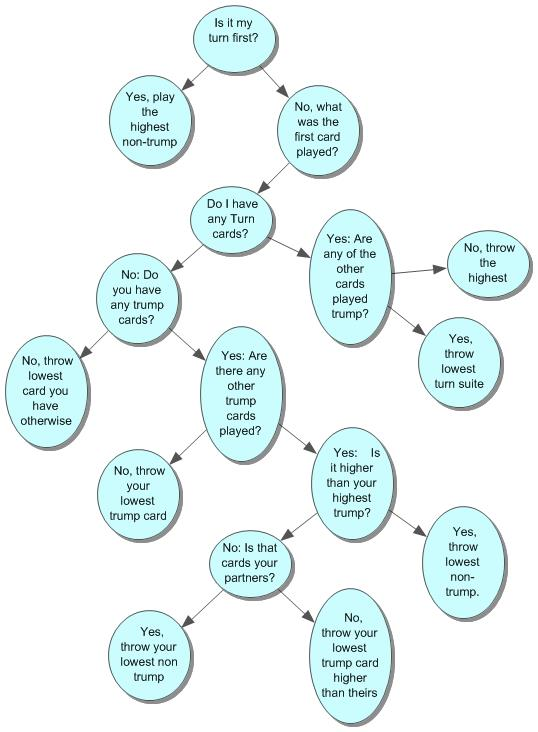 Is it my
turn first?
Yes, play
the
highest
non-trump
No, what
was the
first card
played?
Do I have
any Turn
cards?
Yes: Are
any of the
other
cards
played
trump?
No, throw
the
highest
No: Do
you have
any trump
cards?
Yes,
throw
lowest
turn suite
No, throw
lowest
card you
have
otherwise
Yes: Are
there any
other
trump
cards
played?
No, throw
your
lowest
trump card
Yes: Is
it higher
than your
highest
trump?
Yes,
throw
lowest
non-
trump.
No: Is that
cards your
partners?
Yes,
throw your
lowest non
trump
No,
throw your
lowest
trump card
higher
than theirs